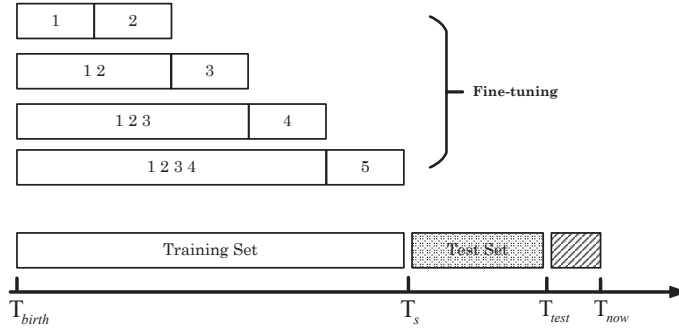 1 2
1 2 3
Fine-tuning
1 2 3 4
1 2 3 4 5
Training Set Test Set
T_birth T_s T_test T_now